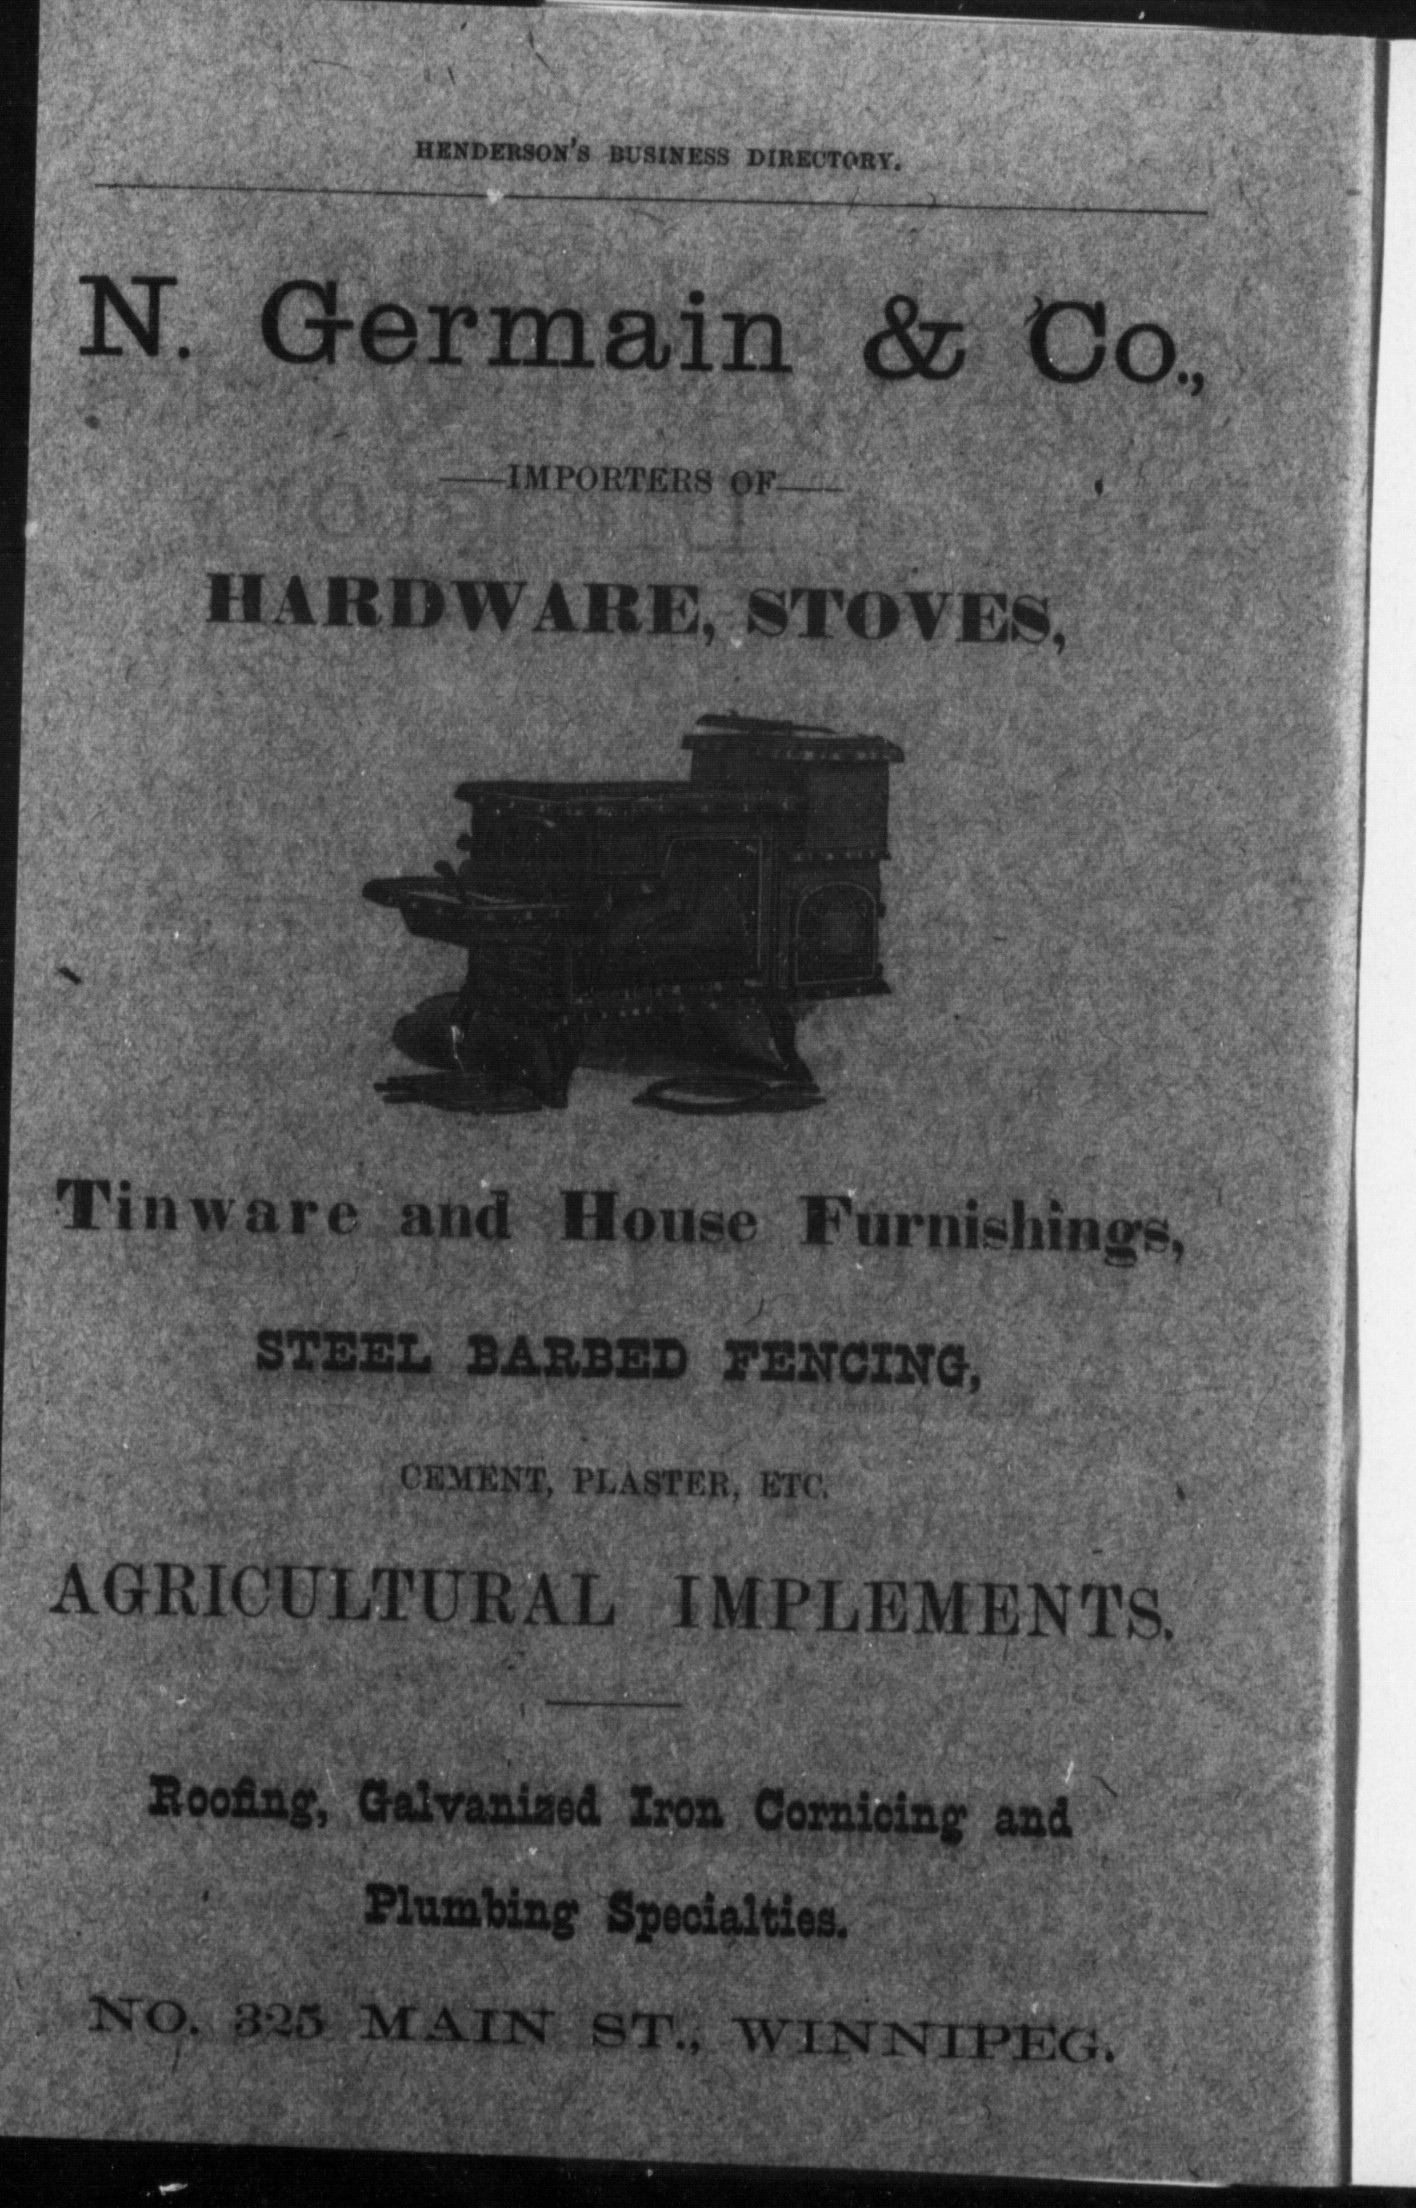 HENDERSON'S BUSINESS DIRECTORY.
N. Germain & Co.,
—IMPORTERS OF—
HARDWARE, STOVES,
Tinware and House Furnishings,
STEEL BARBED FENCING,
CEMENT, PLASTER, ETC.
AGRICULTURAL IMPLEMENTS.
Roofing, Galvanized Iron Cornicing and
Plumbing Specialties.
NO. 325 MAIN ST., WINNIPEG.